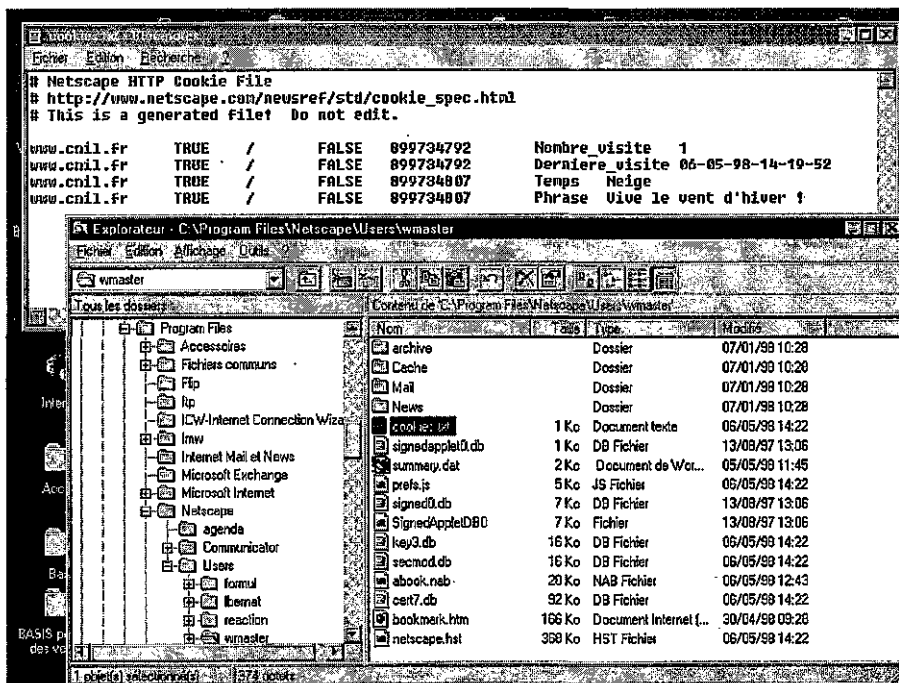 Fichier Edition Recherche ?
# Netscape HTTP Cookie File
# http://www.netscape.com/newsref/std/cookie_spec.html
# This is a generated file! Do not edit.
www.cnil.fr TRUE / FALSE 899734792 Nombre_visite 1
www.cnil.fr TRUE / FALSE 899734792 Derniere_visite 06-05-98-14-19-52
www.cnil.fr TRUE / FALSE 899734807 Temps Neige
www.cnil.fr TRUE / FALSE 899734807 Phrase Vive le vent d'hiver !
Explorateur - C:\Program Files\Netscape\Users\wmaster
Fichier Edition Affichage Outils ?
wmaster
Tous les dossiers
Contenu de 'C:\Program Files\Netscape\Users\wmaster'
Program Files
Accessoires
Fichiers communs
Ftp
ICW-Internet Connection Wiza
Internet Mail et News
Microsoft Exchange
Microsoft Internet
Netscape
agenda
Communicator
Users
formul
reaction
wmaster
Nom Taille Type Modifié
archive Dossier 07/01/98 10:28
Cache Dossier 07/01/98 10:28
Mail Dossier 07/01/98 10:28
News Dossier 07/01/98 10:28
cookies.txt 1 Ko Document texte 06/05/98 14:22
signedapplet0.db 1 Ko DB Fichier 13/08/97 13:06
summary.dat 2 Ko Document de Wor... 05/05/98 11:45
prefs.js 5 Ko JS Fichier 06/05/98 14:22
signed0.db 7 Ko DB Fichier 13/08/97 13:06
SignedAppletDB0 7 Ko Fichier 13/08/97 13:06
key3.db 16 Ko DB Fichier 06/05/98 14:22
secmod.db 16 Ko DB Fichier 06/05/98 14:22
abook.nab 20 Ko NAB Fichier 06/05/98 12:43
cert7.db 92 Ko DB Fichier 06/05/98 14:22
bookmark.htm 166 Ko Document Internet (... 30/04/98 09:28
netscape.hst 368 Ko HST Fichier 06/05/98 14:22
Inter
Acc
Ba
BASIS p
des vo
1 objet(s) sélectionné(s) 374 octets